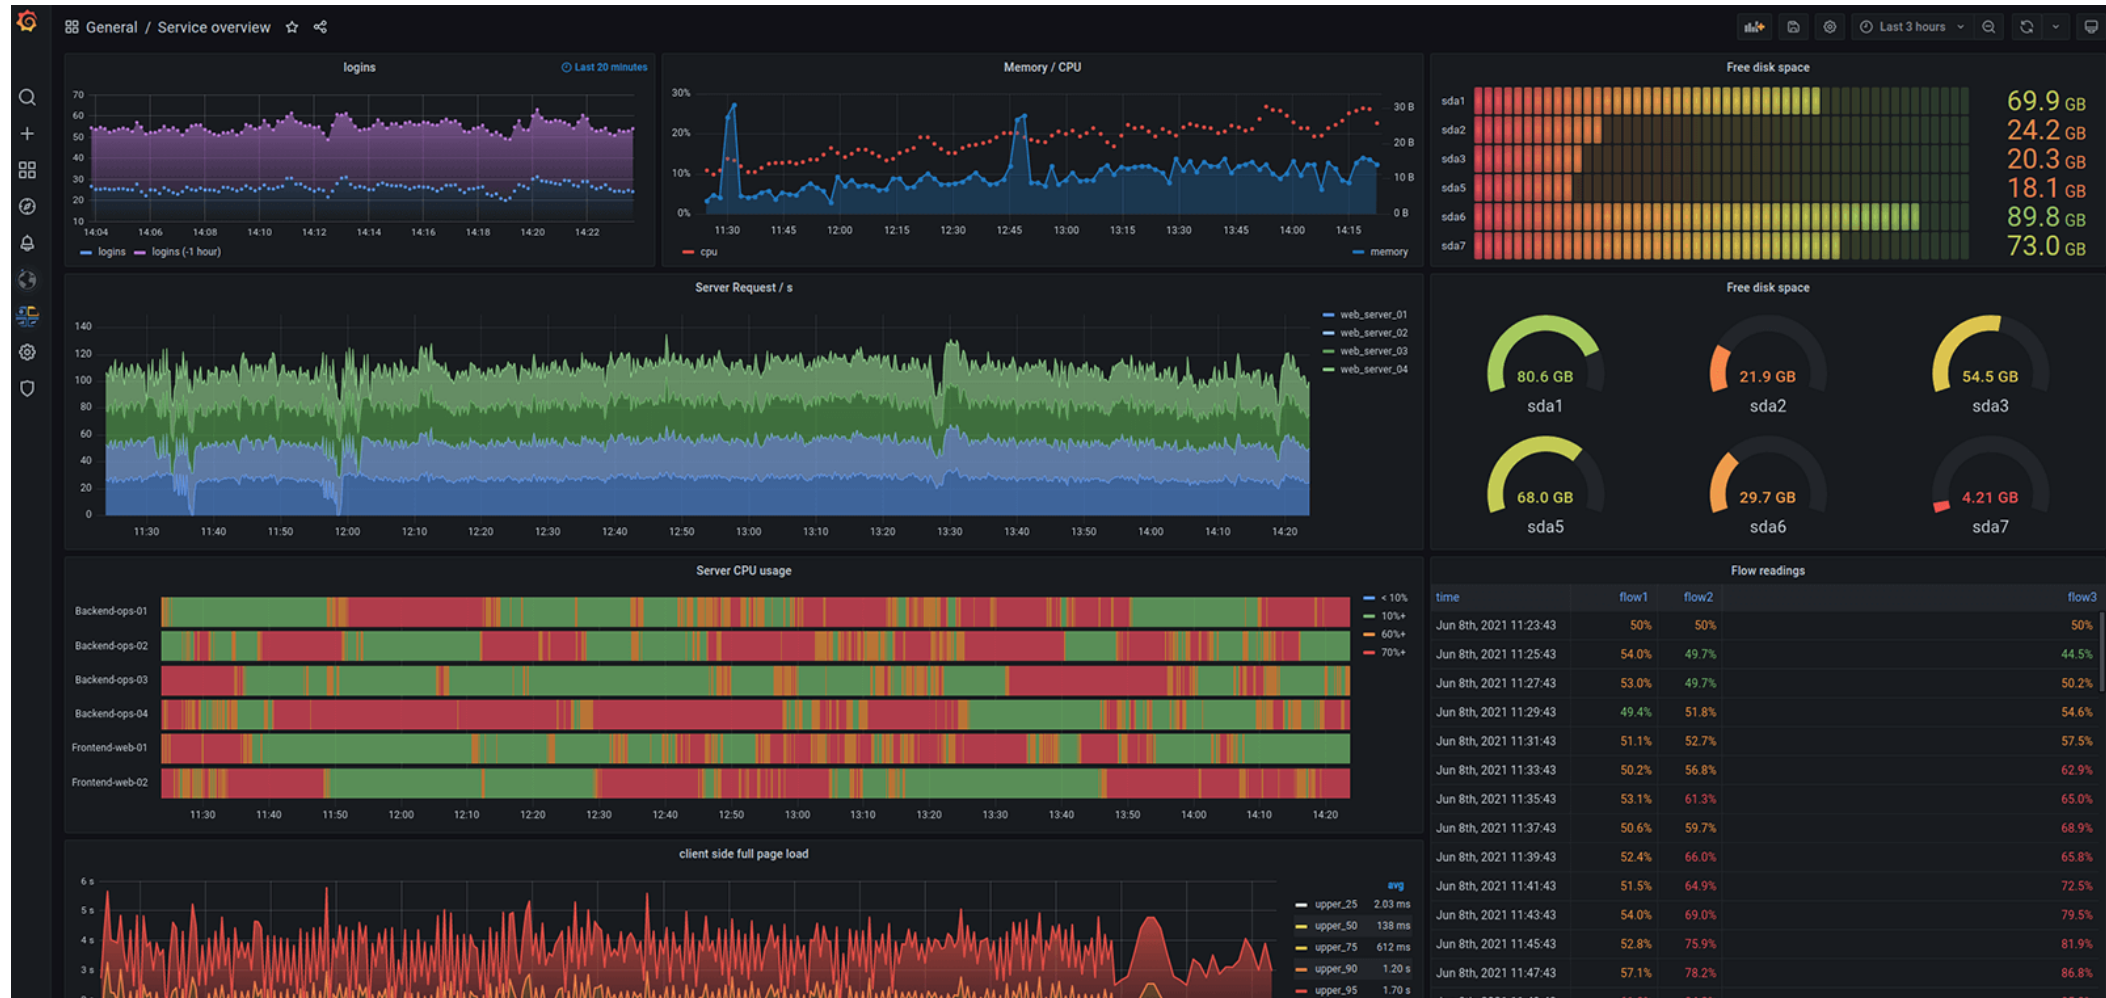 General / Service overview
Last 3 hours
logins
Last 20 minutes
70
60
50
40
30
20
10
14:04 14:06 14:08 14:10 14:12 14:14 14:16 14:18 14:20 14:22
logins logins (-1 hour)
Memory / CPU
30%
20%
10%
0%
30 B
20 B
10 B
0 B
11:30 11:45 12:00 12:15 12:30 12:45 13:00 13:15 13:30 13:45 14:00 14:15
cpu
memory
Free disk space
sda1 69.9 GB
sda2 24.2 GB
sda3 20.3 GB
sda5 18.1 GB
sda6 89.8 GB
sda7 73.0 GB
Server Request / s
140
120
100
80
60
40
20
0
11:30 11:40 11:50 12:00 12:10 12:20 12:30 12:40 12:50 13:00 13:10 13:20 13:30 13:40 13:50 14:00 14:10 14:20
web_server_01
web_server_02
web_server_03
web_server_04
Free disk space
80.6 GB 21.9 GB 54.5 GB
sda1 sda2 sda3
68.0 GB 29.7 GB 4.21 GB
sda5 sda6 sda7
Server CPU usage
Backend-ops-01
Backend-ops-02
Backend-ops-03
Backend-ops-04
Frontend-web-01
Frontend-web-02
11:30 11:40 11:50 12:00 12:10 12:20 12:30 12:40 12:50 13:00 13:10 13:20 13:30 13:40 13:50 14:00 14:10 14:20
< 10%
10%+
60%+
70%+
Flow readings
time flow1 flow2 flow3
Jun 8th, 2021 11:23:43 50% 50% 50%
Jun 8th, 2021 11:25:43 54.0% 49.7% 44.5%
Jun 8th, 2021 11:27:43 53.0% 49.7% 50.2%
Jun 8th, 2021 11:29:43 49.4% 51.8% 54.6%
Jun 8th, 2021 11:31:43 51.1% 52.7% 57.5%
Jun 8th, 2021 11:33:43 50.2% 56.8% 62.9%
Jun 8th, 2021 11:35:43 53.1% 61.3% 65.0%
Jun 8th, 2021 11:37:43 50.6% 59.7% 68.9%
Jun 8th, 2021 11:39:43 52.4% 66.0% 65.8%
Jun 8th, 2021 11:41:43 51.5% 64.9% 72.5%
Jun 8th, 2021 11:43:43 54.0% 69.0% 79.5%
Jun 8th, 2021 11:45:43 52.8% 75.9% 81.9%
Jun 8th, 2021 11:47:43 57.1% 78.2% 86.8%
client side full page load
6 s
5 s
4 s
3 s
avg
upper_25 2.03 ms
upper_50 138 ms
upper_75 612 ms
upper_90 1.20 s
upper_95 1.70 s